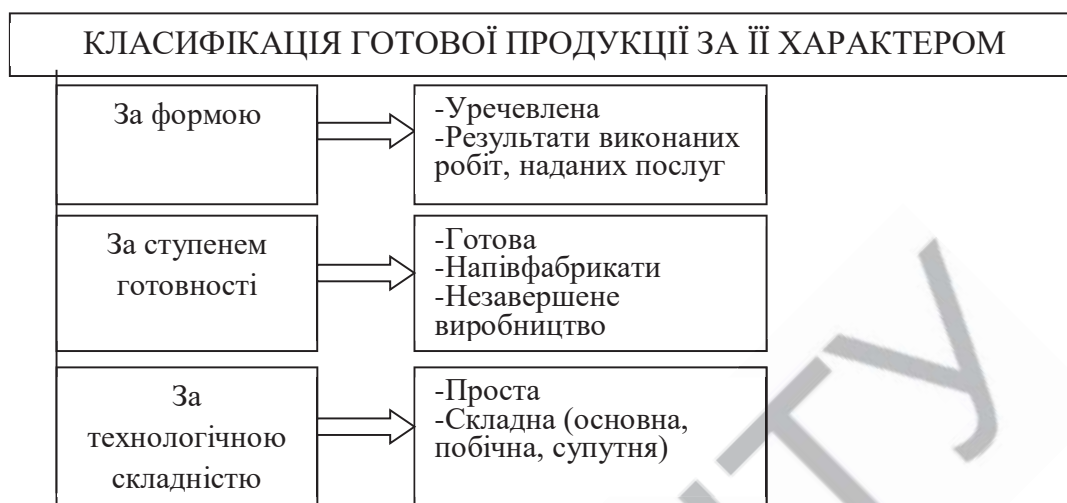 КЛАСИФІКАЦІЯ ГОТОВОЇ ПРОДУКЦІЇ ЗА ЇЇ ХАРАКТЕРОМ
За формою
-Уречевлена
-Результати виконаних
робіт, наданих послуг
За ступенем
готовності
-Готова
-Напівфабрикати
-Незавершене
виробництво
За
технологічною
складністю
-Проста
-Складна (основна,
побічна, супутня)